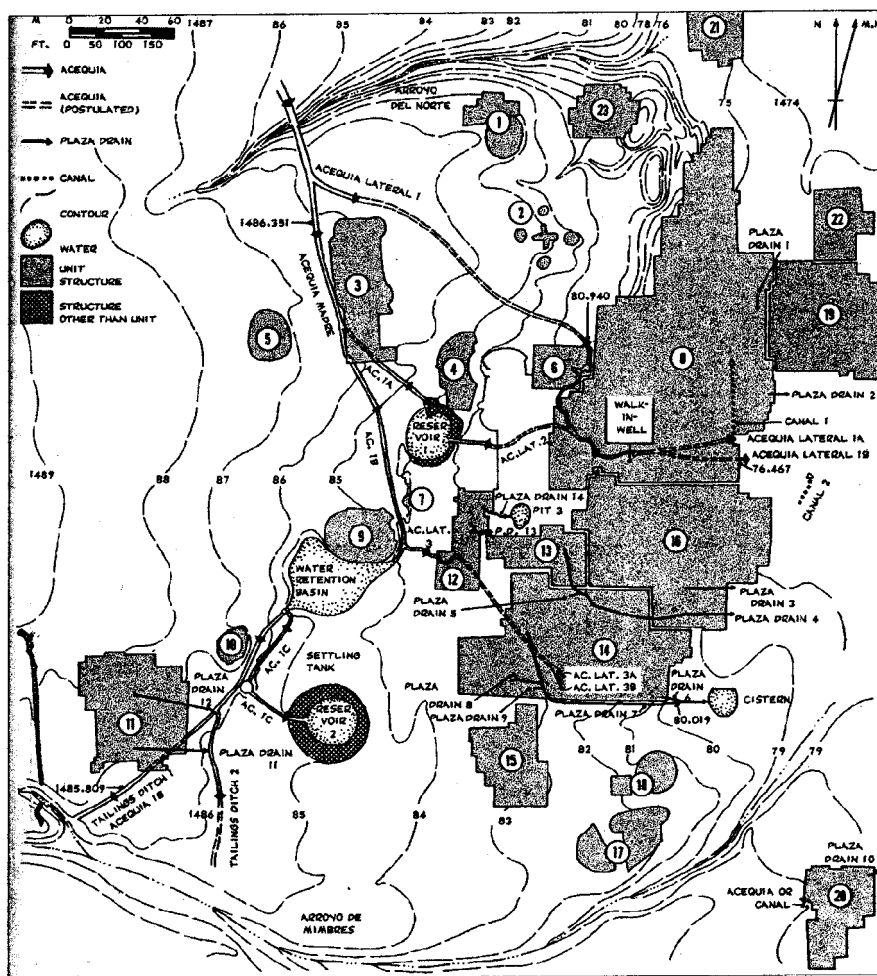 M 0 20 40 60
FT. 0 50 100 150
ACEQUIA
ACEQUIA
(POSTULATED)
PLAZA DRAIN
CANAL
CONTOUR
WATER
UNIT
STRUCTURE
STRUCTURE
OTHER THAN UNIT
1487
86
85
84
83
82
81
80
78
76
21
N
M.N
ARROYO
DEL NORTE
1
23
75
1474
ACEQUIA LATERAL 1
2
1486.351
3
ACEQUIA MADRE
80.940
PLAZA
DRAIN 1
22
19
5
4
6
8
AC. 1A
WALK-
IN-
WELL
PLAZA DRAIN 2
CANAL 1
ACEQUIA LATERAL 1A
ACEQUIA LATERAL 1B
76.467
RESER
VOIR
1
AC. LAT. 2
AC. 1B
CANAL 2
1489
88
87
86
85
7
PLAZA DRAIN 14
PIT 3
P.D. 13
AC. LAT.
3
9
16
13
12
WATER
RETENTION
BASIN
PLAZA
DRAIN 5
PLAZA
DRAIN 3
PLAZA DRAIN 4
10
AC. 1C
SETTLING
TANK
14
AC. LAT. 3A
AC. LAT. 3B
PLAZA
DRAIN
CISTERN
PLAZA
DRAIN
12
AC. 1C
RESER
VOIR
2
PLAZA
DRAIN 8
PLAZA DRAIN 9
PLAZA
DRAIN 7
80.019
11
PLAZA DRAIN 11
15
82
81
80
79
79
18
1485.809
TAILINGS DITCH 1
ACEQUIA 1B
1486
TAILINGS DITCH 2
85
84
83
17
PLAZA
DRAIN 10
ACEQUIA OR
CANAL
20
ARROYO DE
MIMBRES